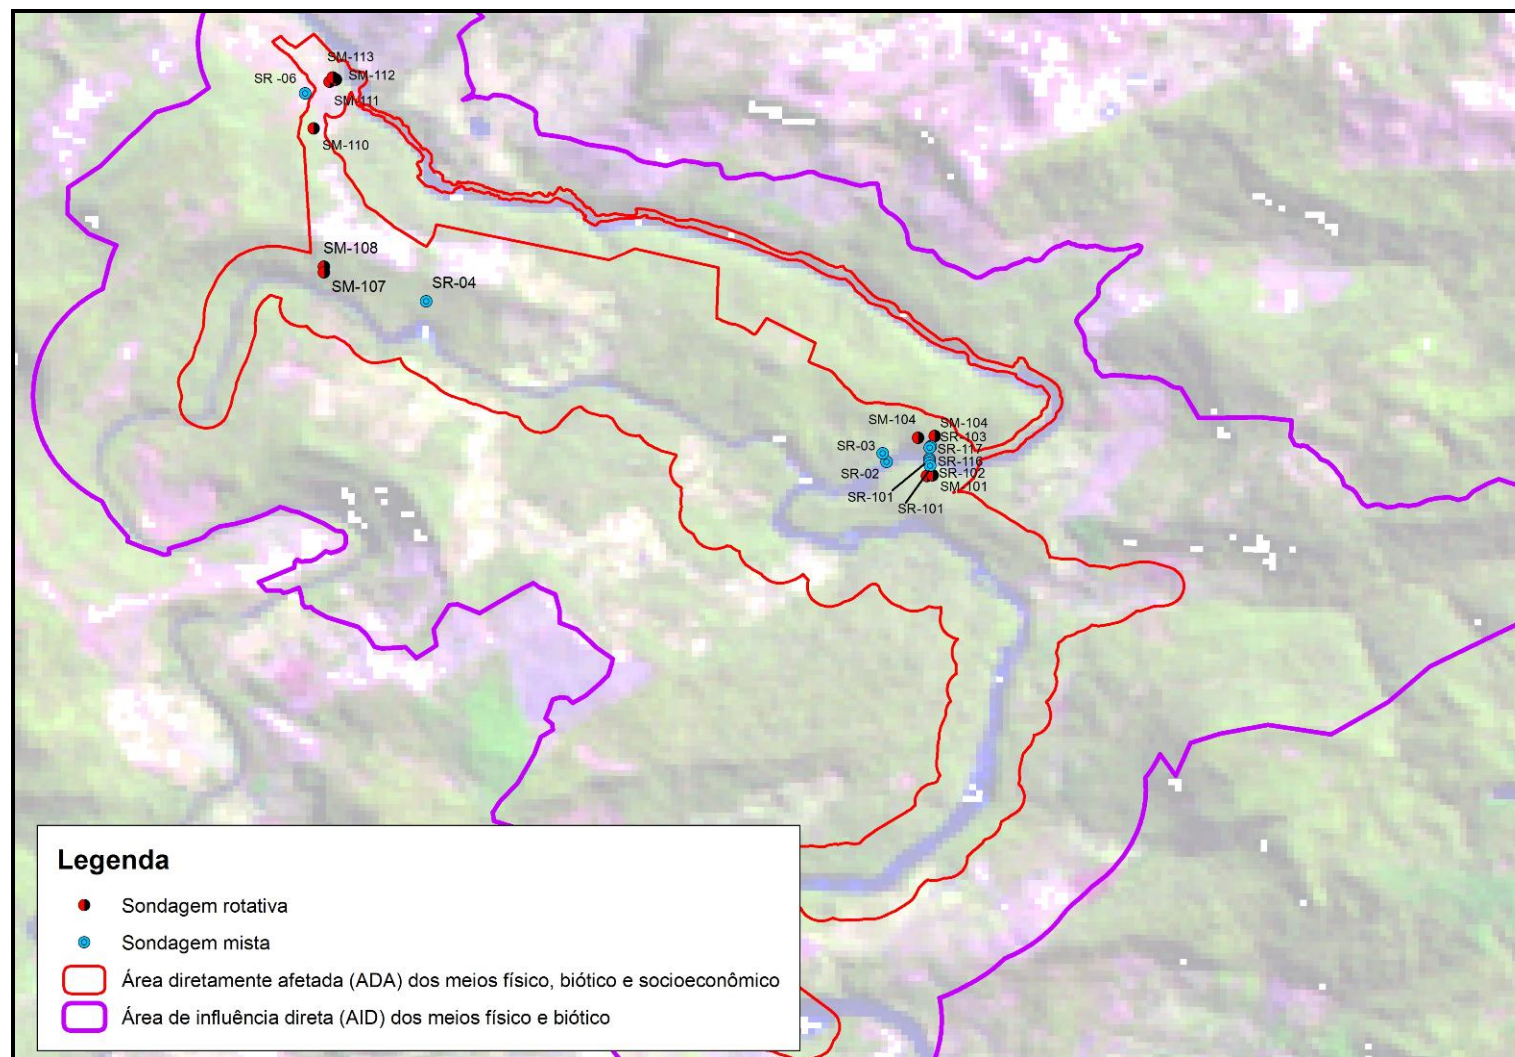 SM-113
SR -06
SM-112
SM-111
SM-110
SM-108
SM-107
SR-04
SM-104
SM-104
SR-103
SR-03
SR-117
SR-116
SR-02
SR-102
SM-101
SR-101
SR-101
Legenda
Sondagem rotativa
Sondagem mista
Área diretamente afetada (ADA) dos meios físico, biótico e socioeconômico
Área de influência direta (AID) dos meios físico e biótico